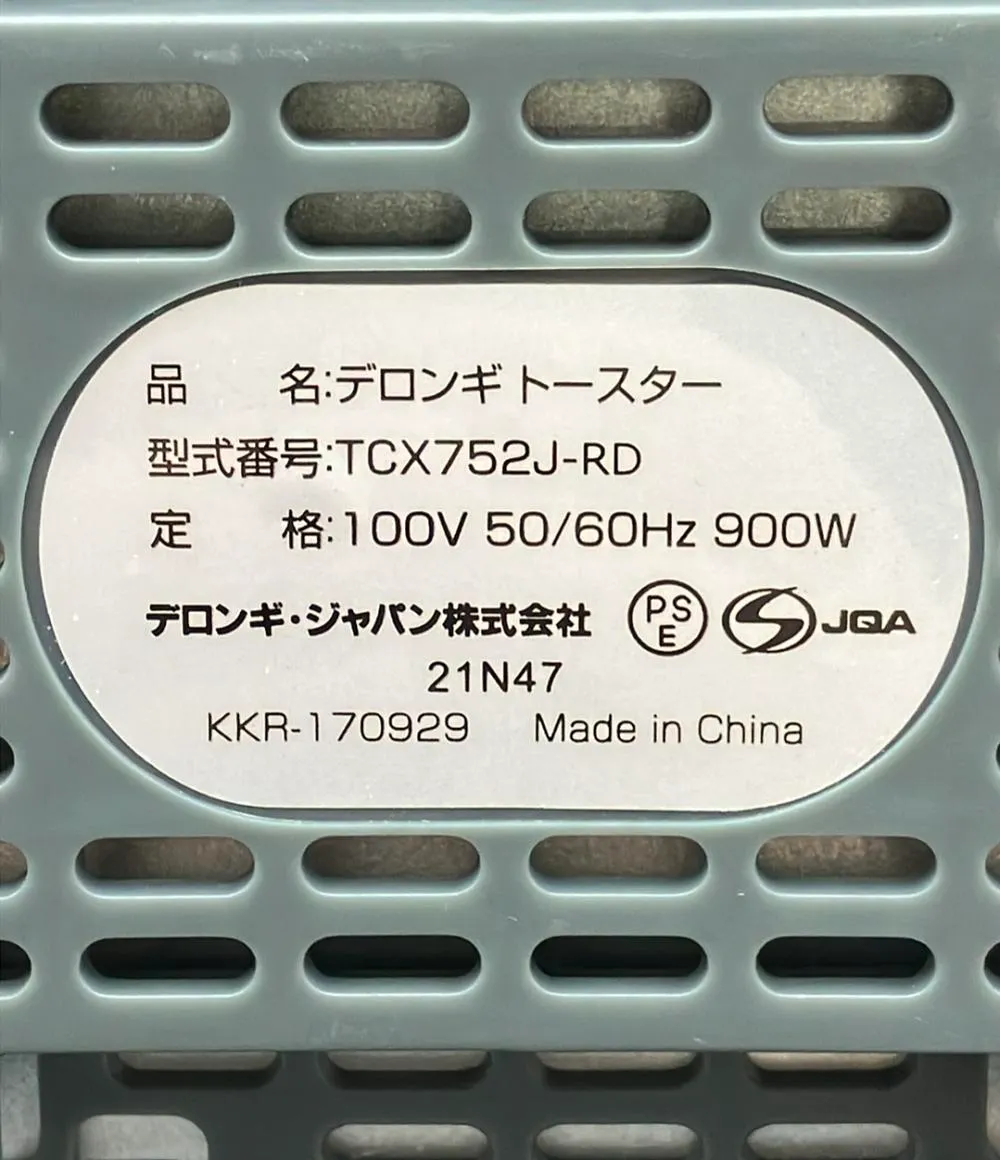 品　　名:デロンギ トースター
型式番号:TCX752J-RD
定　　格:100V 50/60Hz 900W
デロンギ・ジャパン株式会社 PSE JQA
21N47
KKR-170929 Made in China